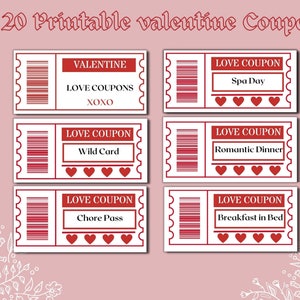 20 Printable valentine Coupo
VALENTINE
LOVE COUPONS
XOXO
LOVE COUPON
Spa Day
LOVE COUPON
Wild Card
LOVE COUPON
Romantic Dinner
LOVE COUPON
Chore Pass
LOVE COUPON
Breakfast in Bed